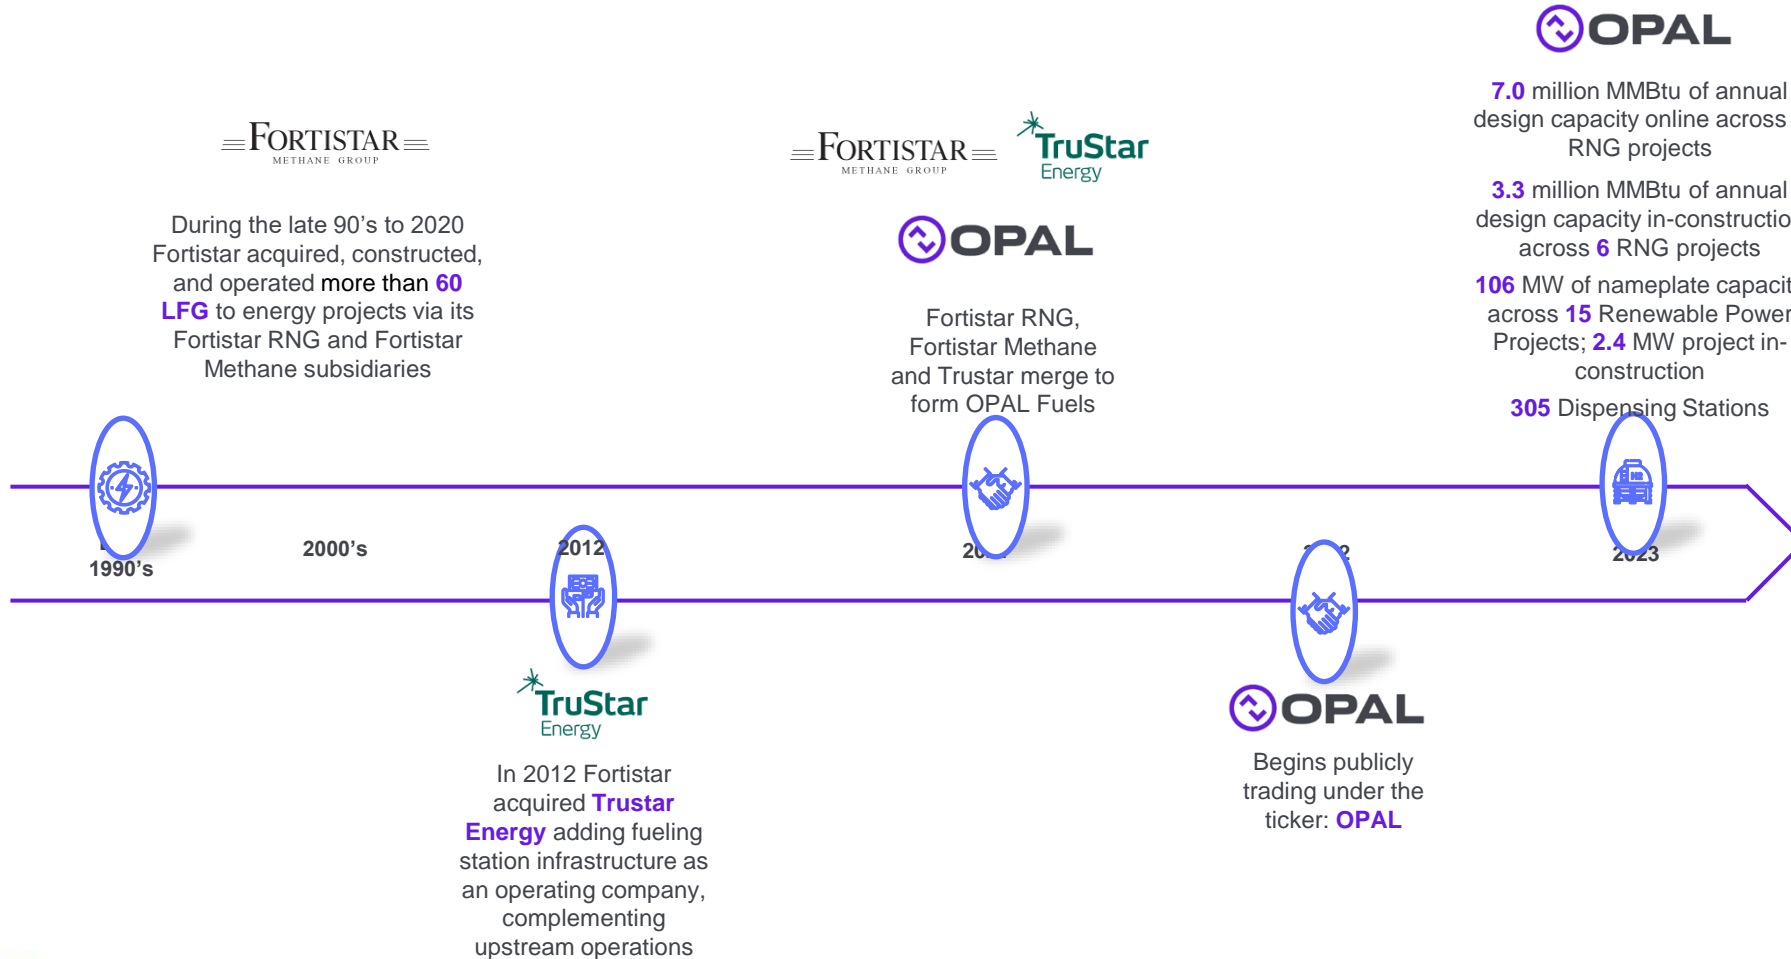 FORTISTAR
METHANE GROUP
During the late 90's to 2020
Fortistar acquired, constructed,
and operated more than 60
LFG to energy projects via its
Fortistar RNG and Fortistar
Methane subsidiaries
FORTISTAR
METHANE GROUP
TruStar
Energy
OPAL
Fortistar RNG,
Fortistar Methane
and Trustar merge to
form OPAL Fuels
OPAL
7.0 million MMBtu of annual
design capacity online across
RNG projects
3.3 million MMBtu of annual
design capacity
across 6 RNG projects
106 MW of nameplate
across 15 Renewable Power
Projects; 2.4 MW project in-
construction
305 Dispensing Stations
1990's
2000's
2012
2023
H2
TruStar
Energy
In 2012 Fortistar
acquired Trustar
Energy adding fueling
station infrastructure as
an operating company,
complementing
upstream operations
OPAL
Begins publicly
trading under the
ticker: OPAL